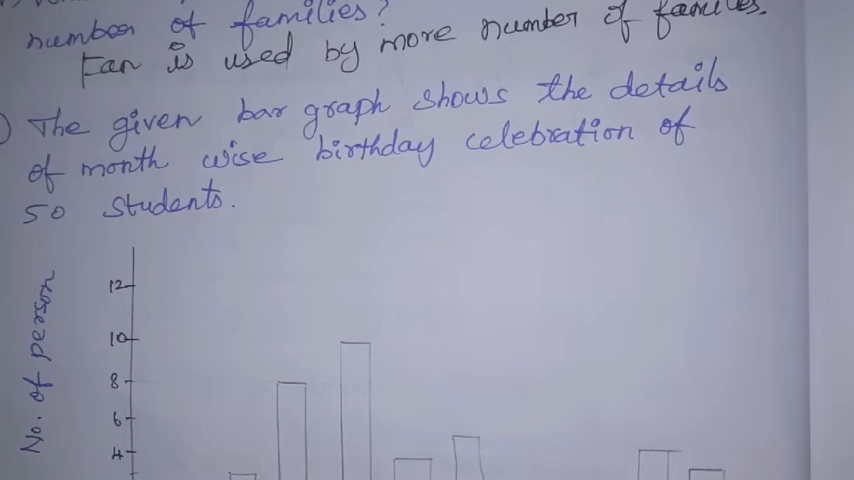 number of families?
Fan is used by more number of families.
) The given bar graph shows the details
of month wise birthday celebration of
50 students.
No. of person
12
10
8
6
4